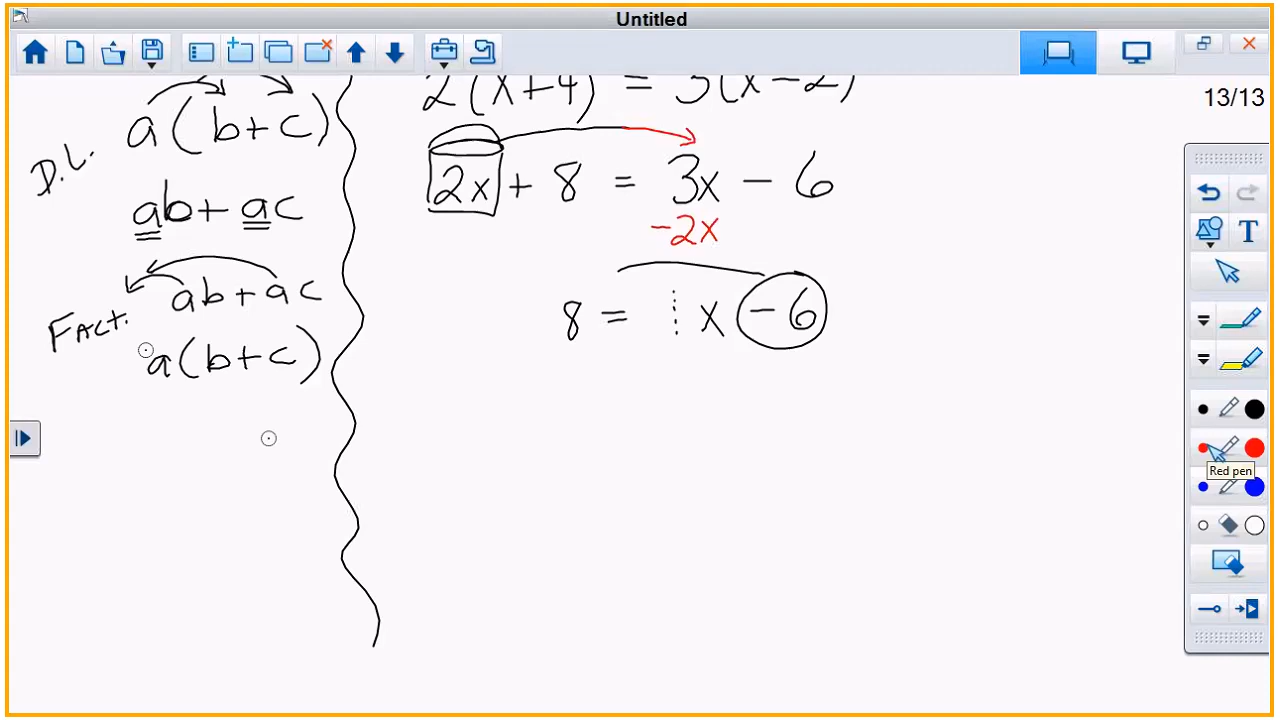 Untitled
13/13
a(b+c)
D.L.
ab+ac
ab+ac
Fact.
a(b+c)
2(x+4) = 3(x-2)
2x + 8 = 3x - 6
-2x
8 = x -6
T
Red pen